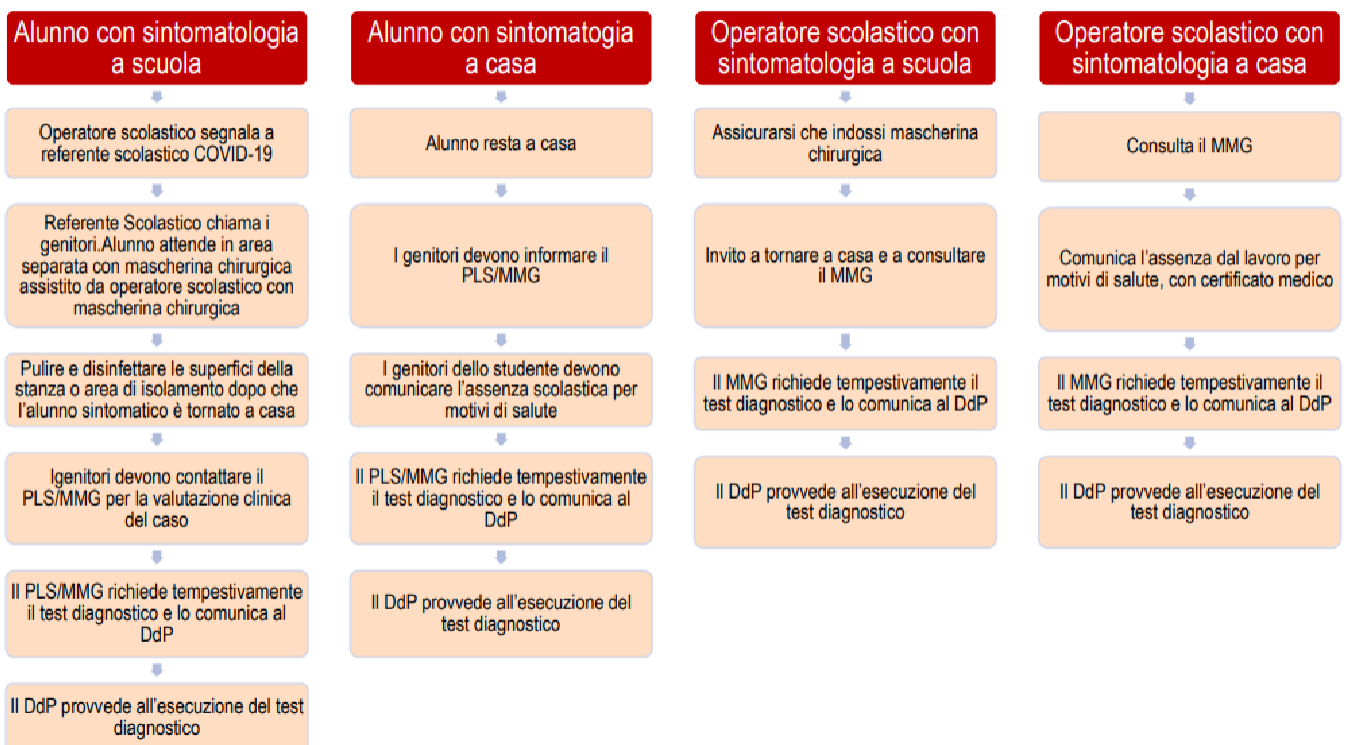 Alunno con sintomatologia
a scuola
Operatore scolastico segnala a
referente scolastico COVID-19
Referente Scolastico chiama i
genitori.Alunno attende in area
separata con mascherina chirurgica
assistito da operatore scolastico con
mascherina chirurgica
Pulire e disinfettare le superfici della
stanza o area di isolamento dopo che
l'alunno sintomatico è tornato a casa
Igenitori devono contattare il
PLS/MMG per la valutazione clinica
del caso
Il PLS/MMG richiede tempestivamente
il test diagnostico e lo comunica al
DdP
Il DdP provvede all'esecuzione del test
diagnostico
Alunno con sintomatogia
a casa
Alunno resta a casa
I genitori devono informare il
PLS/MMG
I genitori dello studente devono
comunicare l'assenza scolastica per
motivi di salute
Il PLS/MMG richiede tempestivamente
il test diagnostico e lo comunica al
DdP
Il DdP provvede all'esecuzione del
test diagnostico
Operatore scolastico con
sintomatologia a scuola
Assicurarsi che indossi mascherina
chirurgica
Invito a tornare a casa e a consultare
il MMG
Il MMG richiede tempestivamente il
test diagnostico e lo comunica al DdP
Il DdP provvede all'esecuzione del
test diagnostico
Operatore scolastico con
sintomatologia a casa
Consulta il MMG
Comunica l'assenza dal lavoro per
motivi di salute, con certificato medico
Il MMG richiede tempestivamente il
test diagnostico e lo comunica al DdP
Il DdP provvede all'esecuzione del
test diagnostico